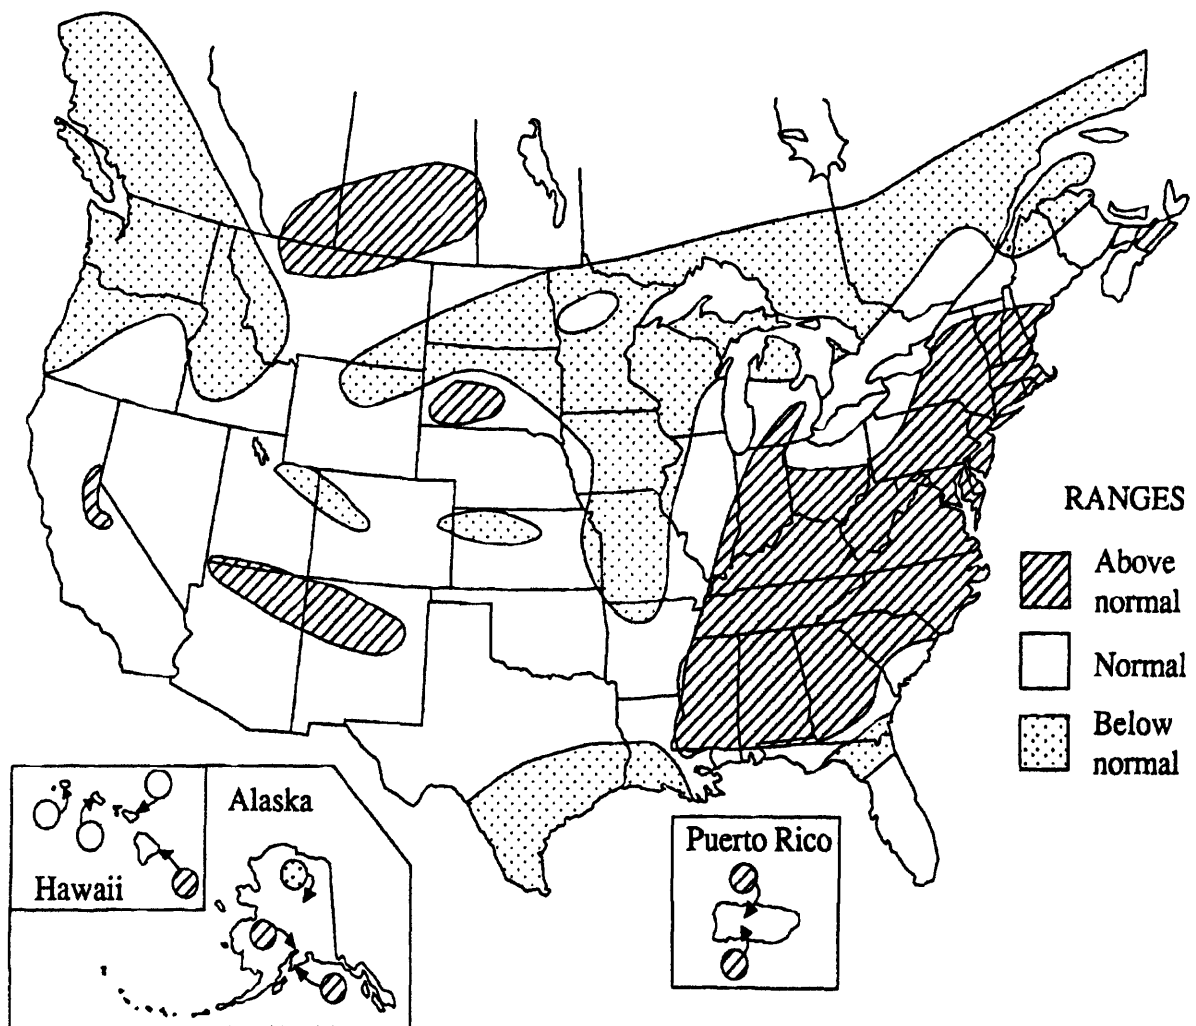 RANGES
Above
normal
Normal
Below
normal
Alaska
Hawaii
Puerto Rico